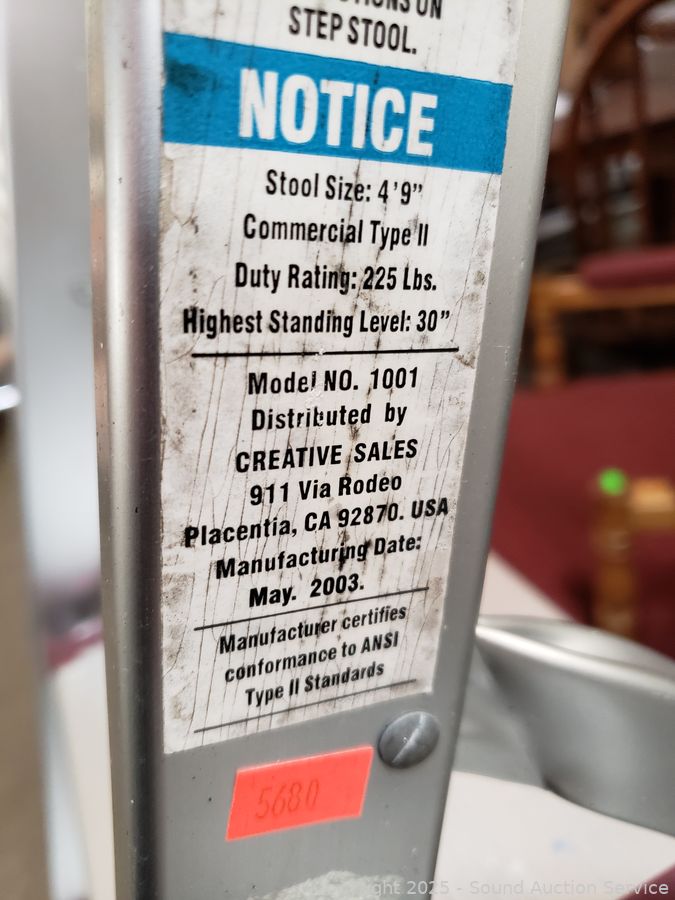 ON
STEP STOOL.
NOTICE
Stool Size: 4'9"
Commercial Type II
Duty Rating: 225 Lbs.
Highest Standing Level: 30"
Model NO. 1001
Distributed by
CREATIVE SALES
911 Via Rodeo
Placentia, CA 92870. USA
Manufacturing Date:
May. 2003.
Manufacturer certifies
conformance to ANSI
Type II Standards
5680
2025 - Sound Auction Service